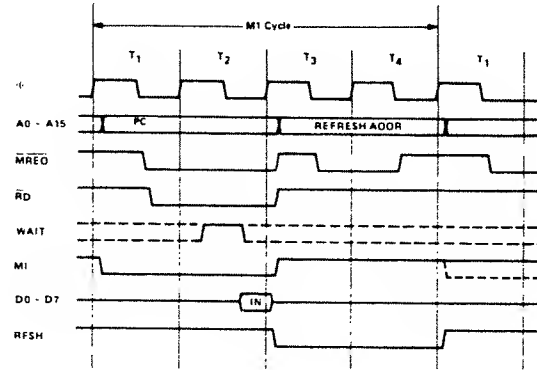 M1 Cycle
T1 T2 T3 T4 T1
A0 - A15 PC REFRESH ADDR
MREQ
RD
WAIT
M1
D0 - D7 IN
RFSH